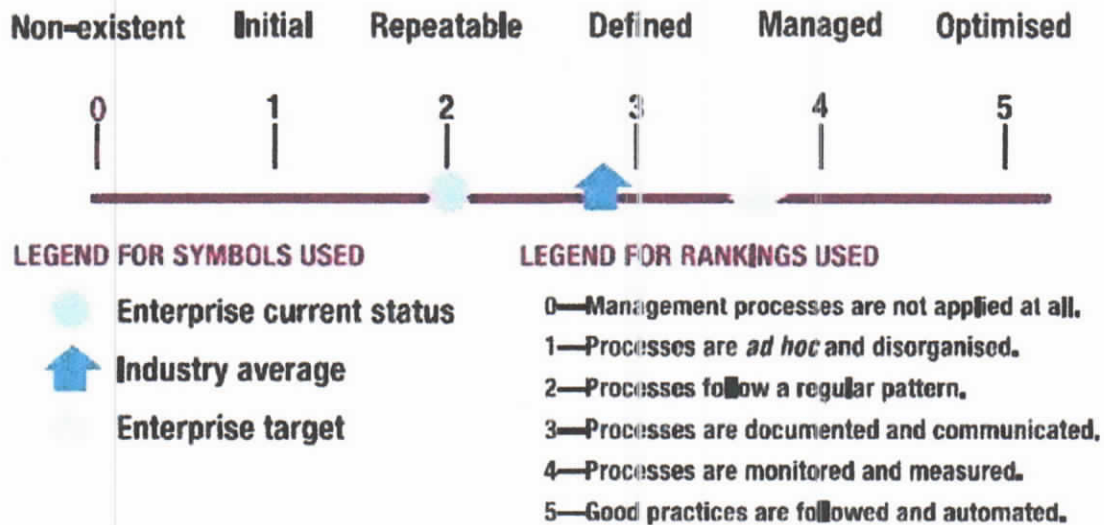 Non-existent Initial Repeatable Defined Managed Optimised
0 1 2 3 4 5
LEGEND FOR SYMBOLS USED
Enterprise current status
Industry average
Enterprise target
LEGEND FOR RANKINGS USED
0—Management processes are not applied at all.
1—Processes are ad hoc and disorganised.
2—Processes follow a regular pattern.
3—Processes are documented and communicated.
4—Processes are monitored and measured.
5—Good practices are followed and automated.